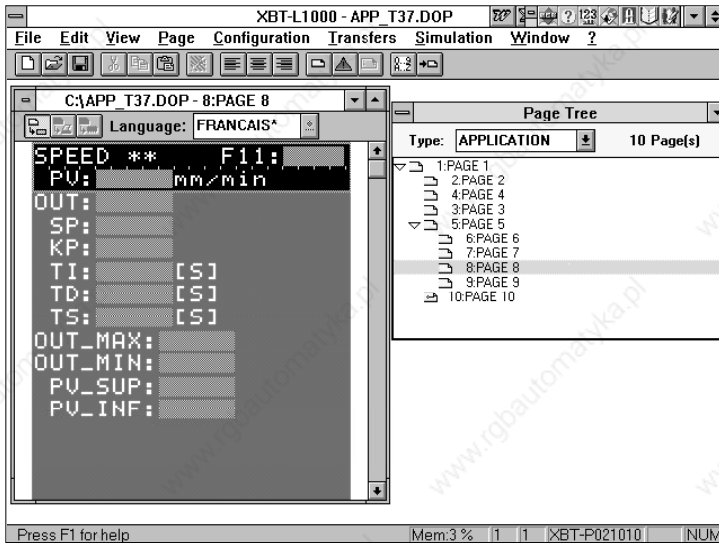 XBT-L1000 - APP_T37.DOP
File Edit View Page Configuration Transfers Simulation Window ?
C:\APP_T37.DOP - 8:PAGE 8
Language: FRANCAIS*
SPEED ** F11:
PV: mm/min
OUT:
SP:
KP:
TI: [S]
TD: [S]
TS: [S]
OUT_MAX:
OUT_MIN:
PV_SUP:
PV_INF:
Page Tree
Type: APPLICATION 10 Page(s)
1:PAGE 1
2:PAGE 2
4:PAGE 4
3:PAGE 3
5:PAGE 5
6:PAGE 6
7:PAGE 7
8:PAGE 8
9:PAGE 9
10:PAGE 10
www.rgbautomatyka.pl
Press F1 for help Mem:3 % 1 1 XBT-P021010 NUM